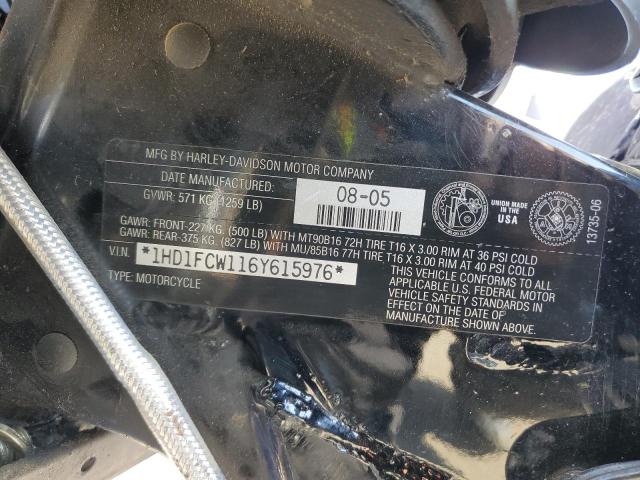 MFG BY HARLEY-DAVIDSON MOTOR COMPANY
DATE MANUFACTURED: 08-05
GVWR: 571 KG (1259 LB)
UNION MADE IN THE USA
13735-06
GAWR: FRONT-227KG. (500 LB) WITH MT90B16 72H TIRE T16 X 3.00 RIM AT 36 PSI COLD
GAWR: REAR-375 KG. (827 LB) WITH MU/85B16 77H TIRE T16 X 3.00 RIM AT 40 PSI COLD
V.I.N. *1HD1FCW116Y615976*
THIS VEHICLE CONFORMS TO ALL
APPLICABLE U.S. FEDERAL MOTOR
VEHICLE SAFETY STANDARDS IN
EFFECT ON THE DATE OF
MANUFACTURE SHOWN ABOVE.
TYPE: MOTORCYCLE